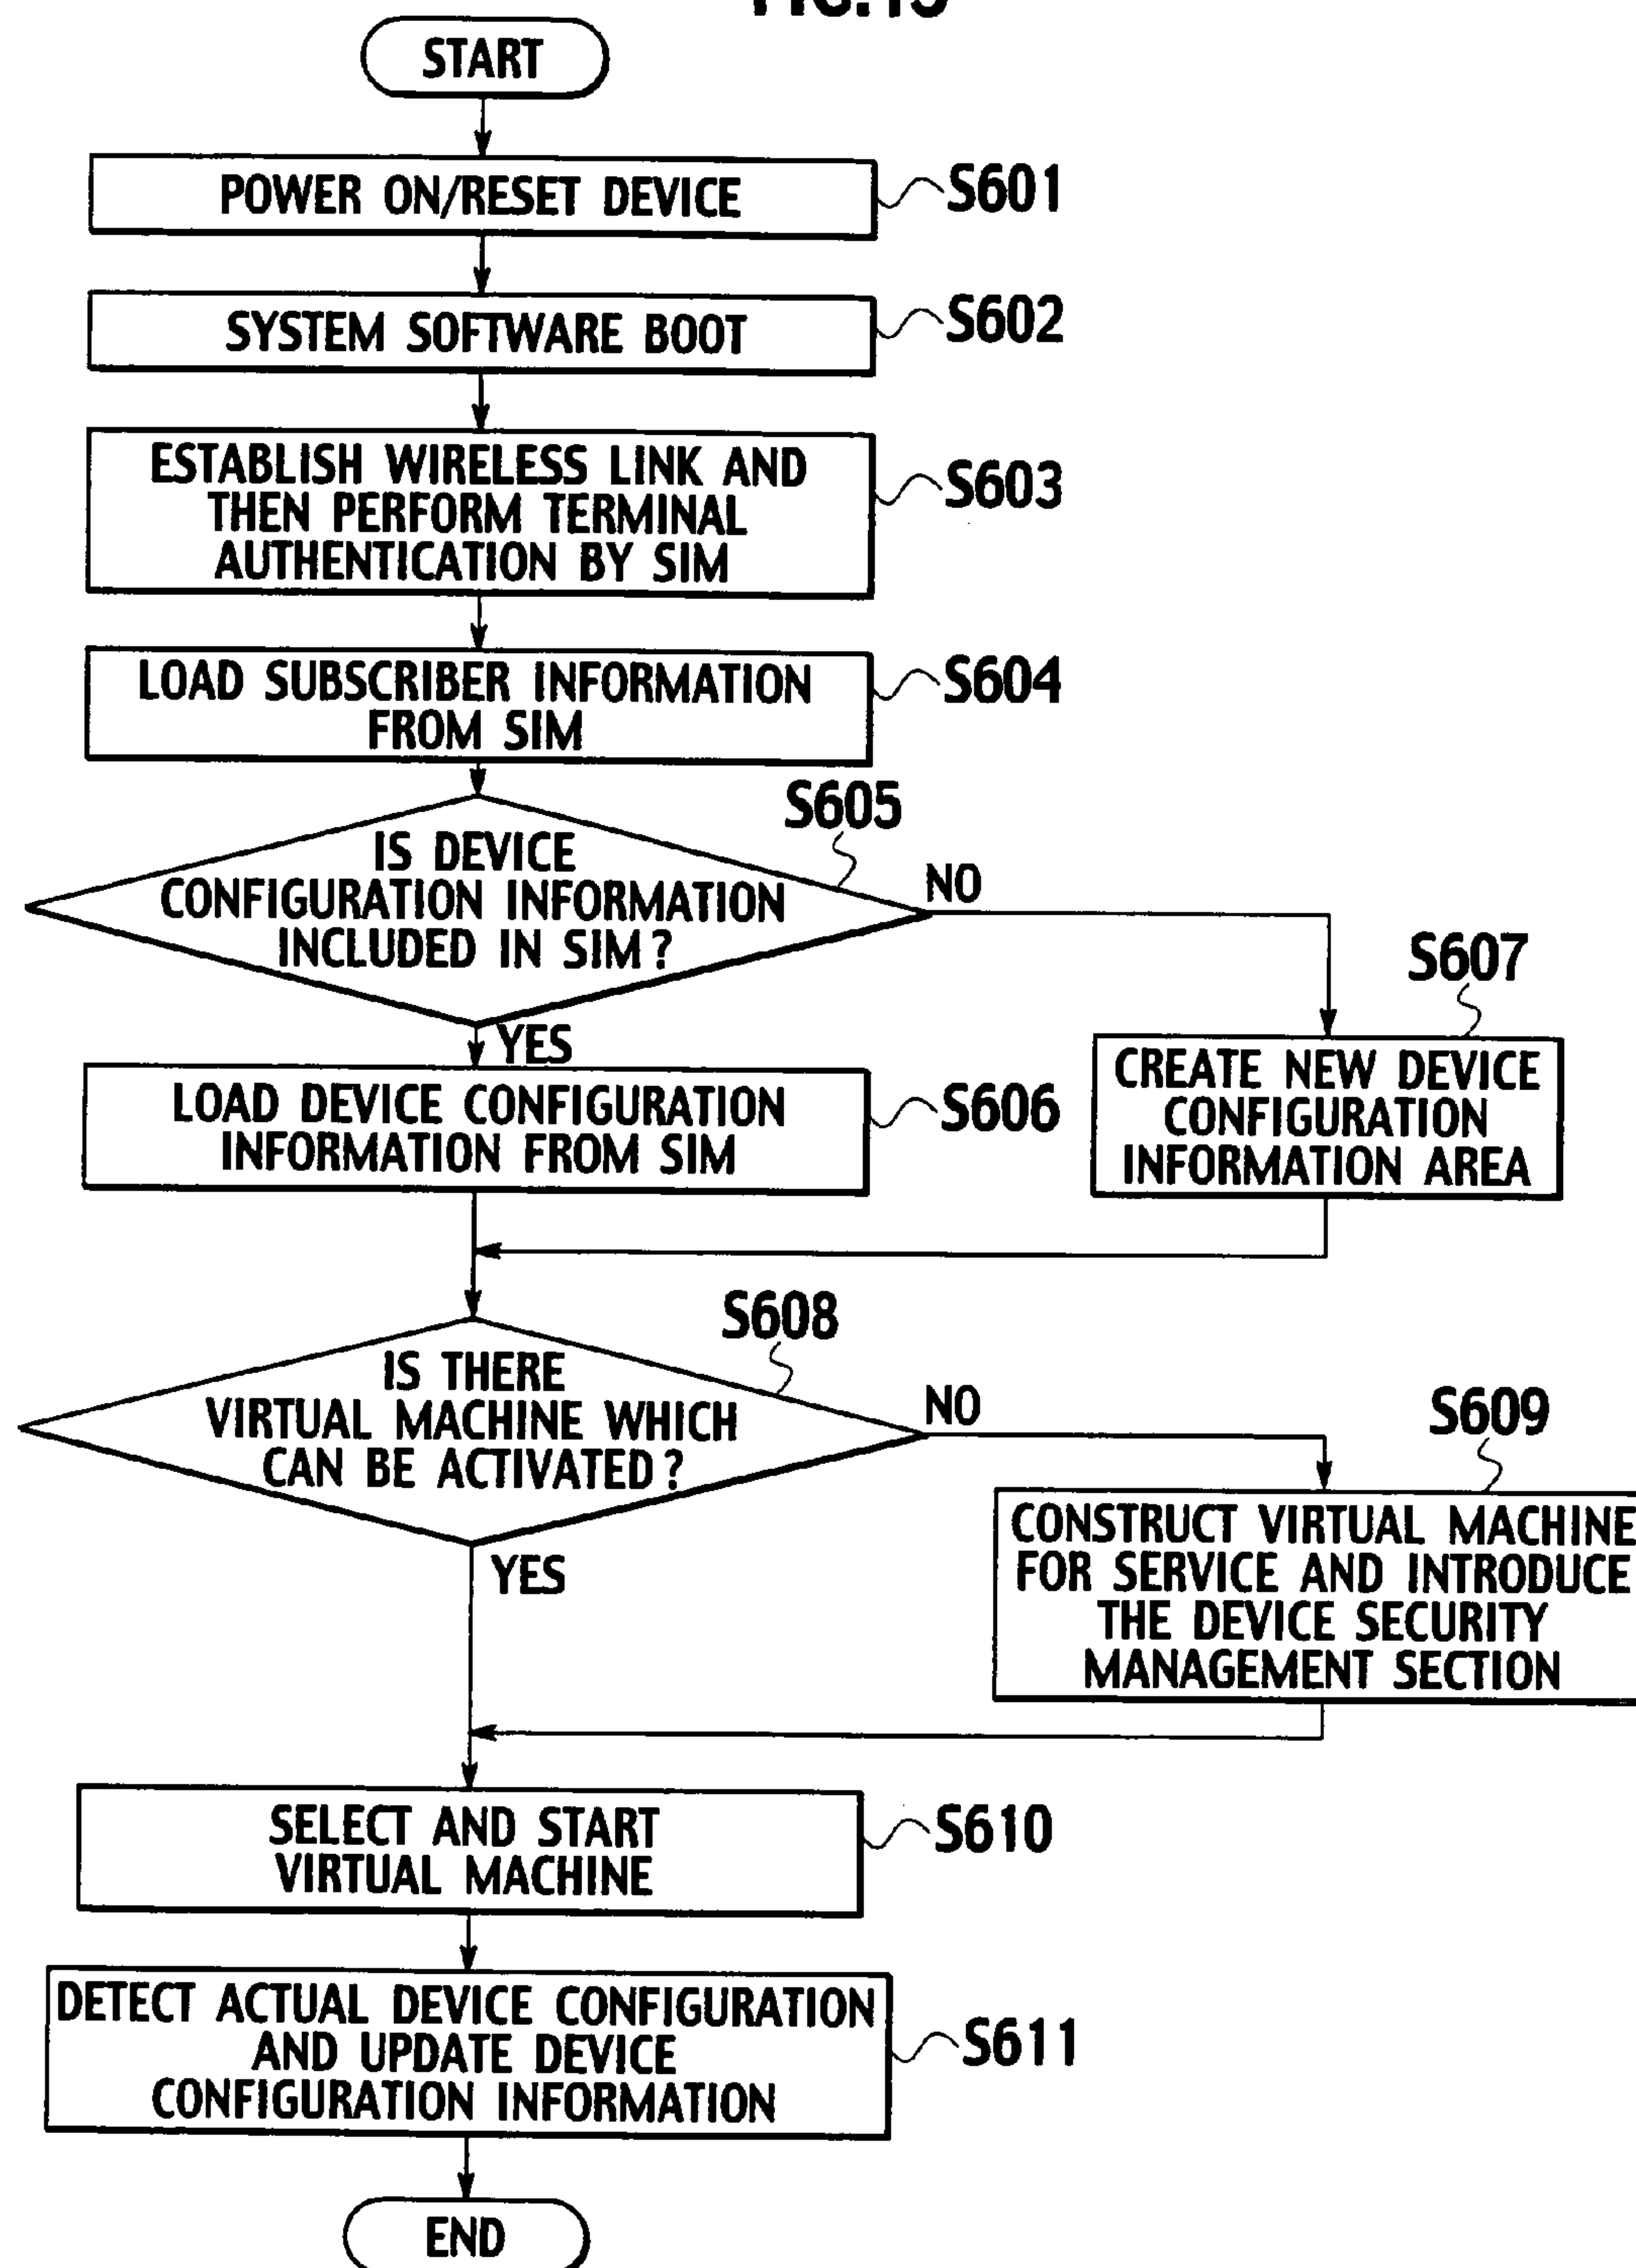 START
POWER ON/RESET DEVICE
S601
SYSTEM SOFTWARE BOOT
S602
ESTABLISH WIRELESS LINK AND
THEN PERFORM TERMINAL
AUTHENTICATION BY SIM
S603
LOAD SUBSCRIBER INFORMATION
FROM SIM
S604
S605
IS DEVICE
CONFIGURATION INFORMATION
INCLUDED IN SIM?
NO
YES
S607
CREATE NEW DEVICE
CONFIGURATION
INFORMATION AREA
LOAD DEVICE CONFIGURATION
INFORMATION FROM SIM
S606
S608
IS THERE
VIRTUAL MACHINE WHICH
CAN BE ACTIVATED?
NO
YES
S609
CONSTRUCT VIRTUAL MACHINE
FOR SERVICE AND INTRODUCE
THE DEVICE SECURITY
MANAGEMENT SECTION
SELECT AND START
VIRTUAL MACHINE
S610
DETECT ACTUAL DEVICE CONFIGURATION
AND UPDATE DEVICE
CONFIGURATION INFORMATION
S611
END